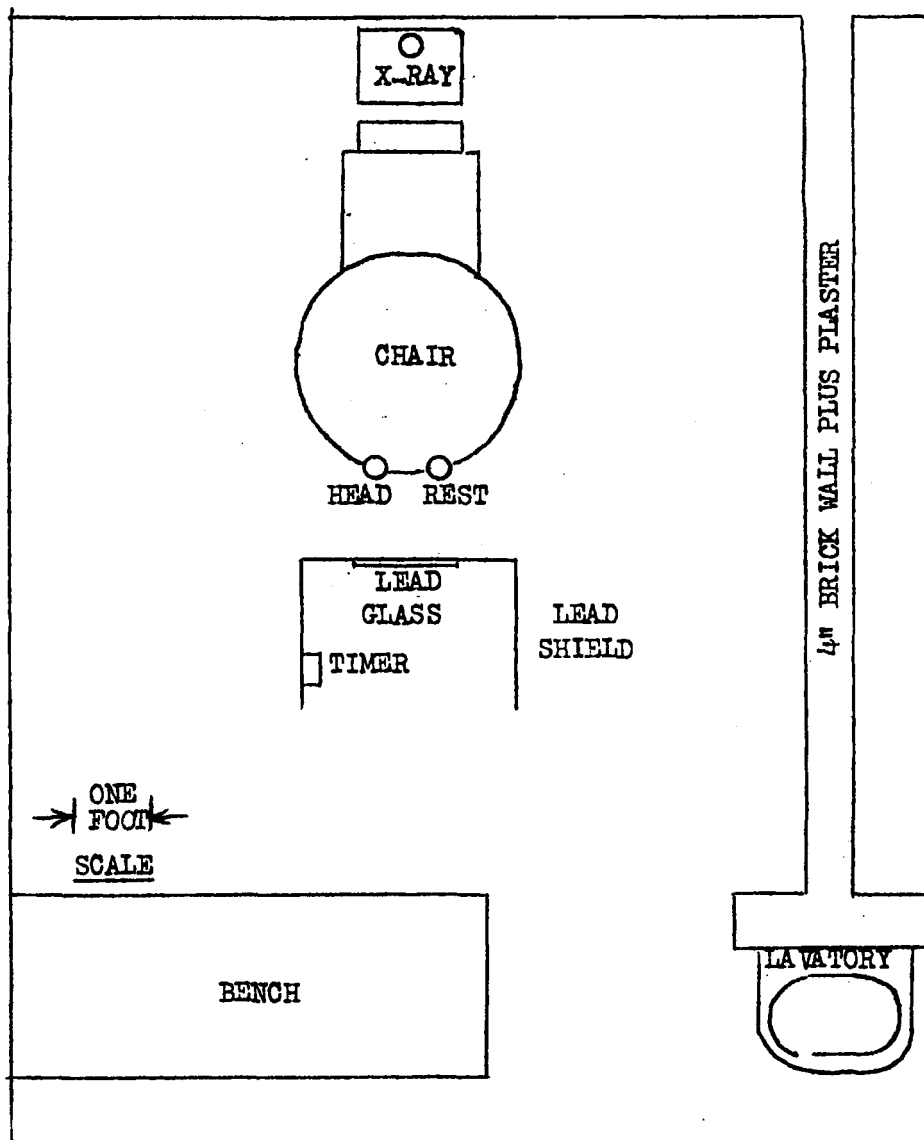 X-RAY
CHAIR
HEAD REST
LEAD
GLASS
LEAD
SHIELD
TIMER
4" BRICK WALL PLUS PLASTER
ONE
FOOT
SCALE
BENCH
LAVATORY